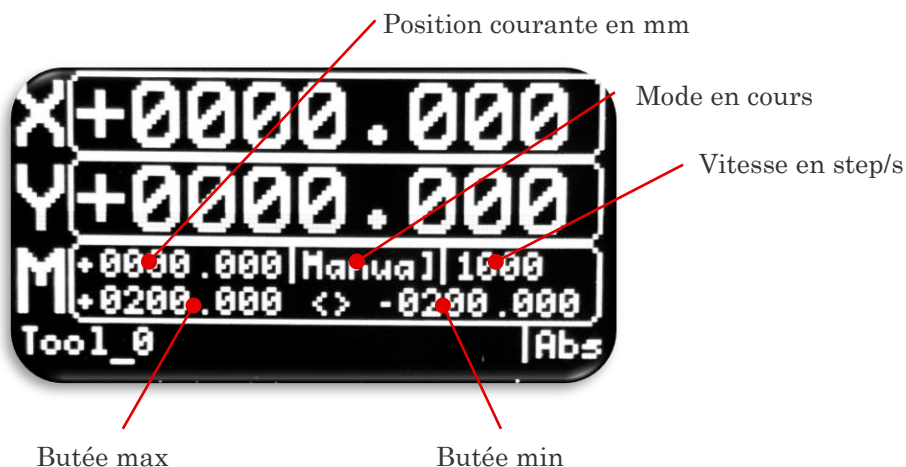 Position courante en mm
Mode en cours
Vitesse en step/s
X +0000.000
Y +0000.000
M +0000.000|Manual|1000
+0200.000 <> -0200.000
Tool_0 |Abs
Butée max
Butée min